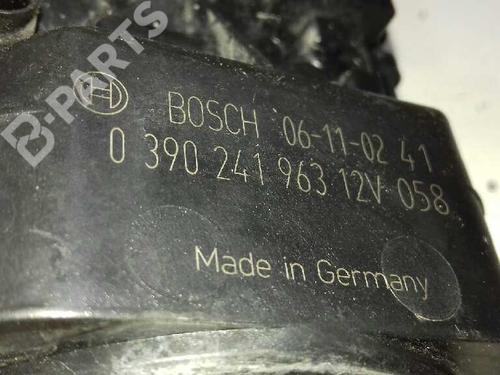 B-PARTS
BOSCH 06-11-02 41
0 390 241 963 12V 058
Made in Germany